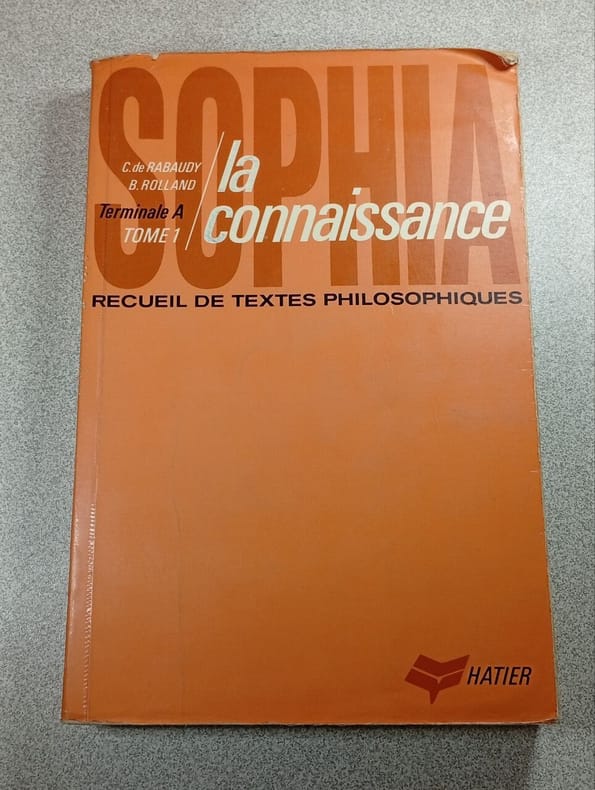 SOPHIA
C. de RABAUDY
B. ROLLAND
Terminale A
TOME 1
la
connaissance
RECUEIL DE TEXTES PHILOSOPHIQUES
HATIER